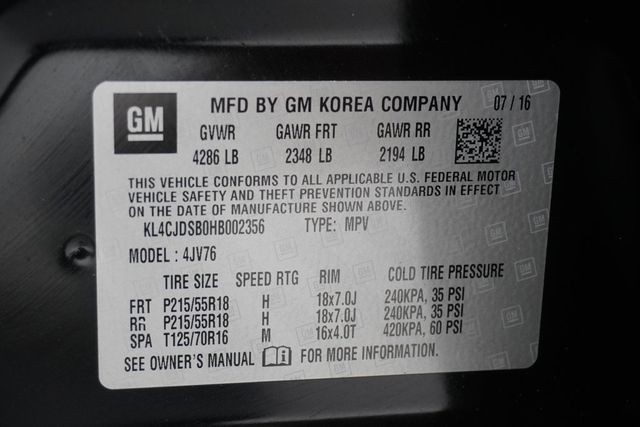 GM MFD BY GM KOREA COMPANY 07 / 16
GVWR GAWR FRT GAWR RR
4286 LB 2348 LB 2194 LB
THIS VEHICLE CONFORMS TO ALL APPLICABLE U.S. FEDERAL MOTOR
VEHICLE SAFETY AND THEFT PREVENTION STANDARDS IN EFFECT
ON THE DATE OF MANUFACTURE SHOWN ABOVE.
KL4CJDSB0HB002356 TYPE: MPV
MODEL : 4JV76
TIRE SIZE SPEED RTG RIM COLD TIRE PRESSURE
FRT P215/55R18 H 18x7.0J 240KPA, 35 PSI
RR P215/55R18 H 18x7.0J 240KPA, 35 PSI
SPA T125/70R16 M 16x4.0T 420KPA, 60 PSI
SEE OWNER'S MANUAL FOR MORE INFORMATION.